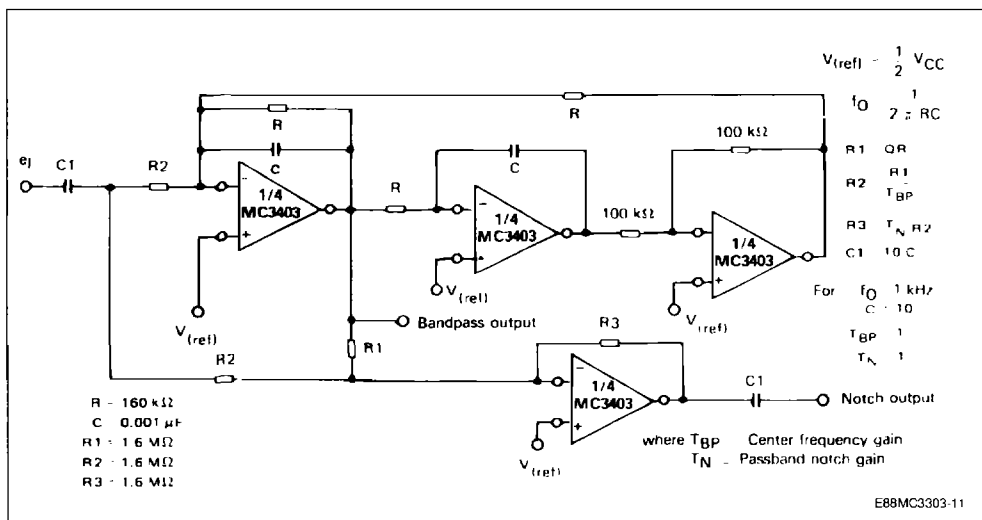 V(ref) = 1/2 VCC
R
fO 1
2 π RC
R
100 kΩ
R1 QR
eI
C1
R2
C
C
R2 R1
TBP
1/4
MC3403
R
1/4
MC3403
100 kΩ
1/4
MC3403
R3 TN R2
C1 10 C
V(ref)
V(ref)
V(ref)
For fO 1 kHz
C 10
TBP 1
TN 1
Bandpass output
R1
R3
R2
1/4
MC3403
C1
Notch output
V(ref)
R = 160 kΩ
C 0.001 µF
R1 = 1.6 MΩ
R2 = 1.6 MΩ
R3 = 1.6 MΩ
where TBP Center frequency gain
TN = Passband notch gain
E88MC3303-11